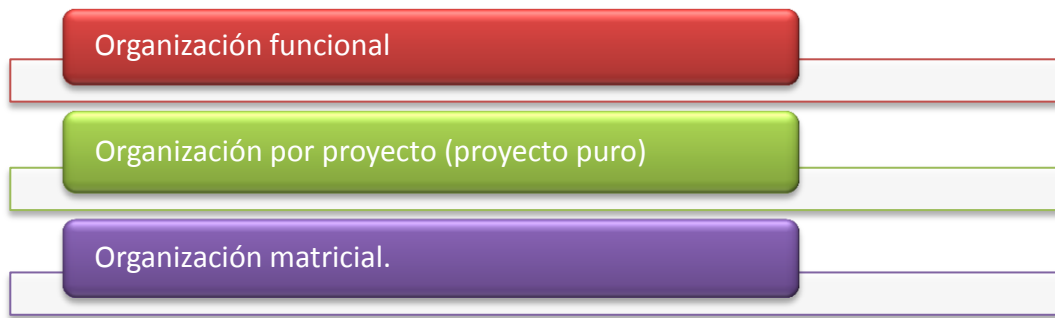 Organización funcional
Organización por proyecto (proyecto puro)
Organización matricial.